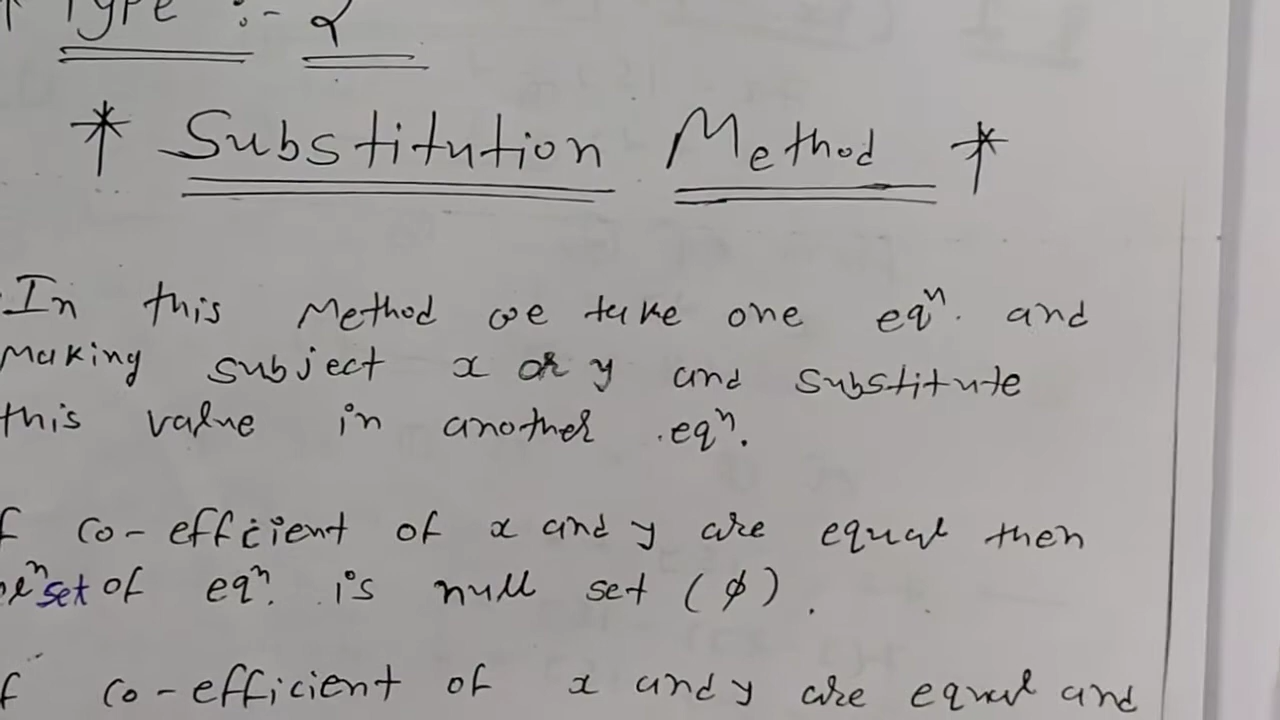 Type :- 2
* Substitution Method *
In this Method we take one eqⁿ. and
Making subject x or y and substitute
this value in another eqⁿ.
co-efficient of x and y are equal then
set of eqⁿ. is null set (ϕ).
co-efficient of x and y are equal and